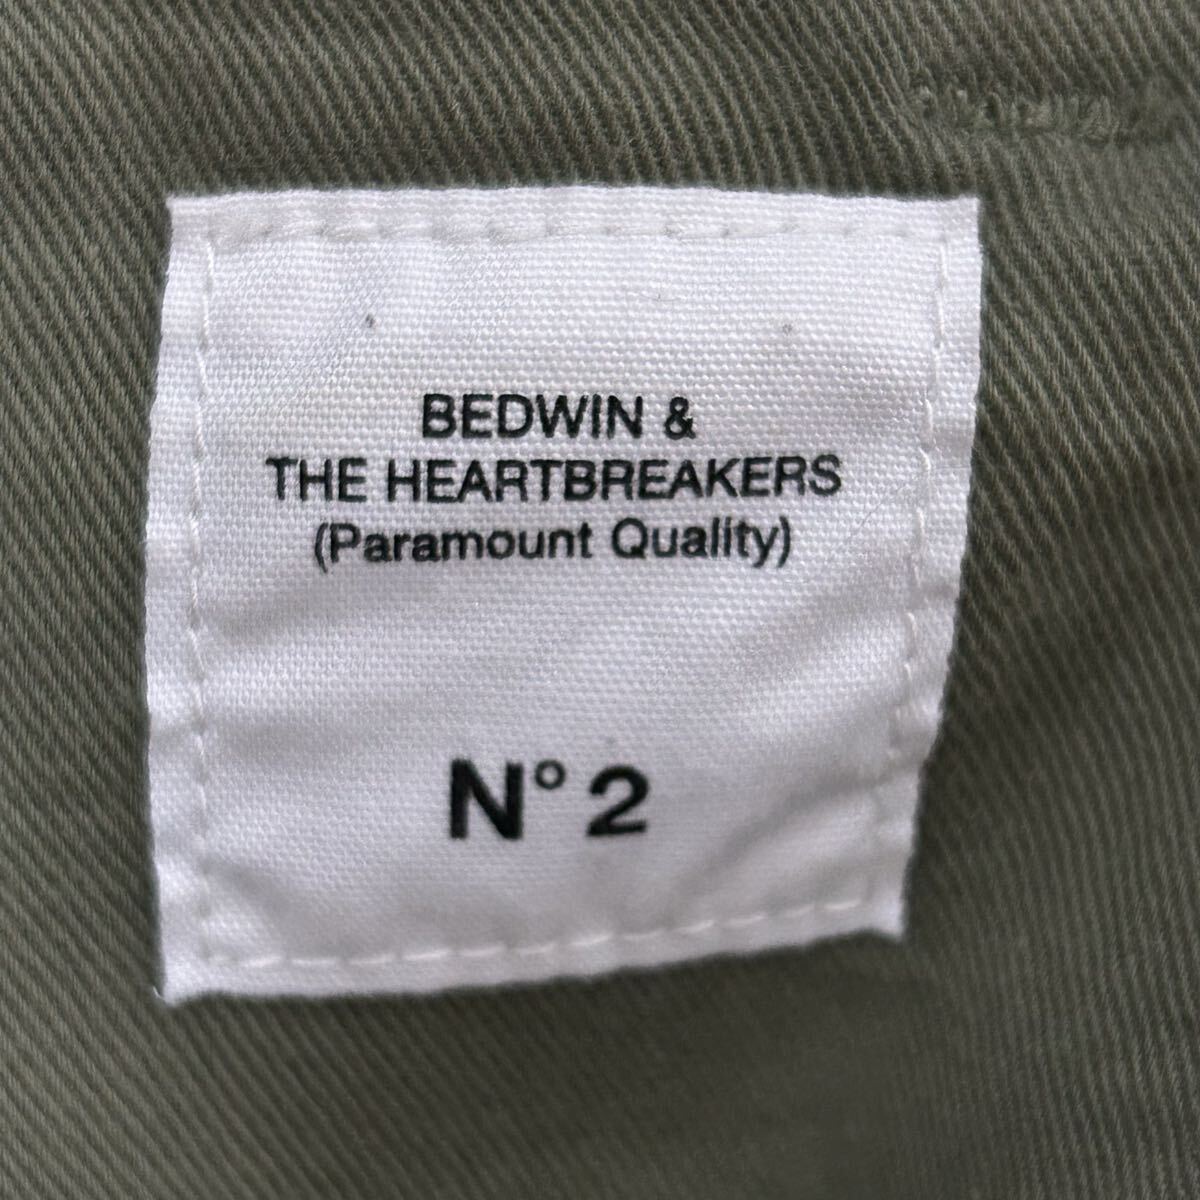 BEDWIN &
THE HEARTBREAKERS
(Paramount Quality)
N° 2